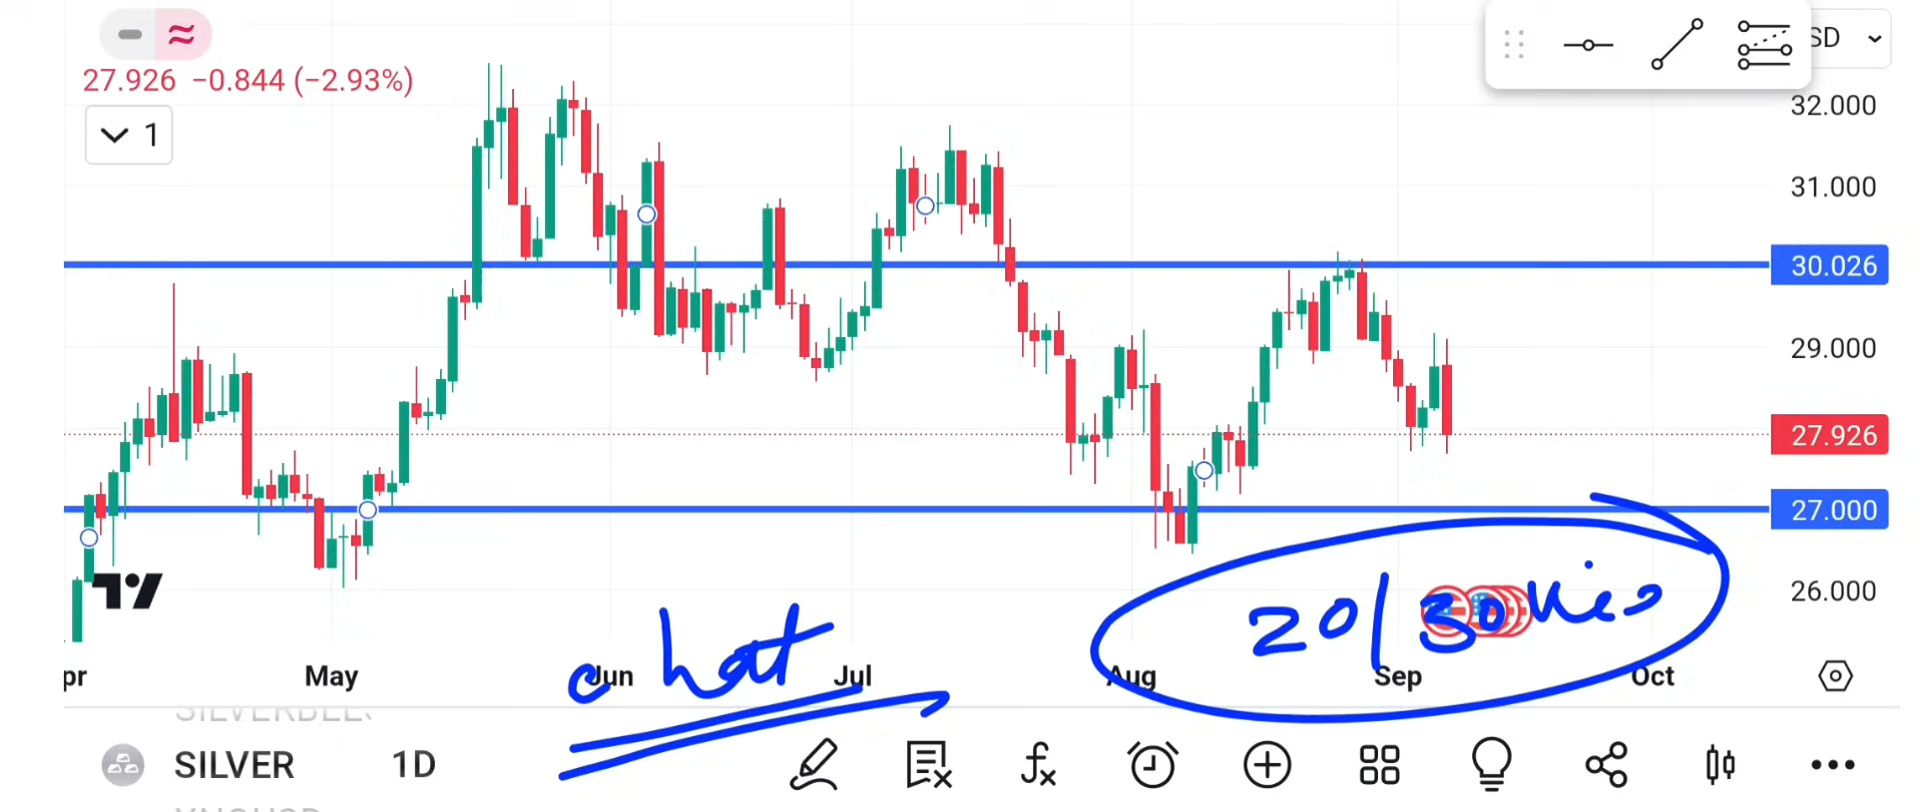 SD
27.926 −0.844 (−2.93%)
1
32.000
31.000
30.026
29.000
27.926
27.000
26.000
20/30
pr May Jun Jul Aug Sep Oct
SILVER 1D